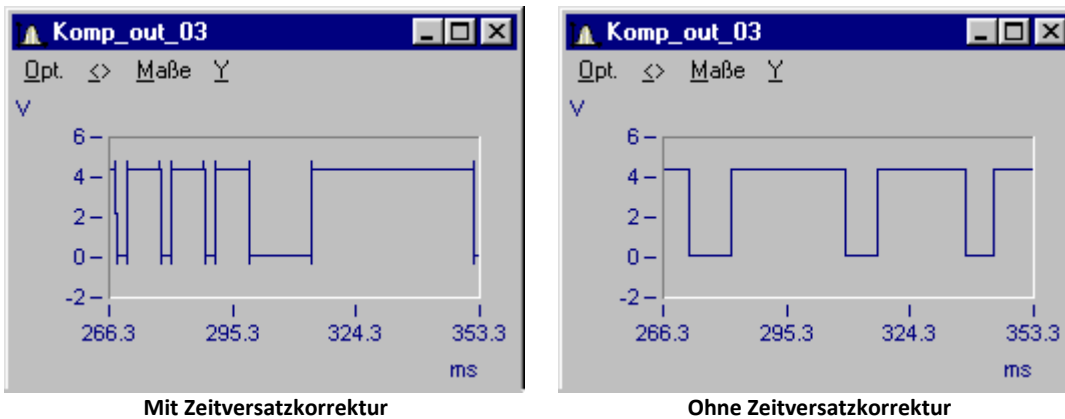 Komp_out_03
Opt. <> Maße Y
V
6
4
2
0
-2
266.3 295.3 324.3 353.3
ms
Mit Zeitversatzkorrektur
Komp_out_03
Opt. <> Maße Y
V
6
4
2
0
-2
266.3 295.3 324.3 353.3
ms
Ohne Zeitversatzkorrektur